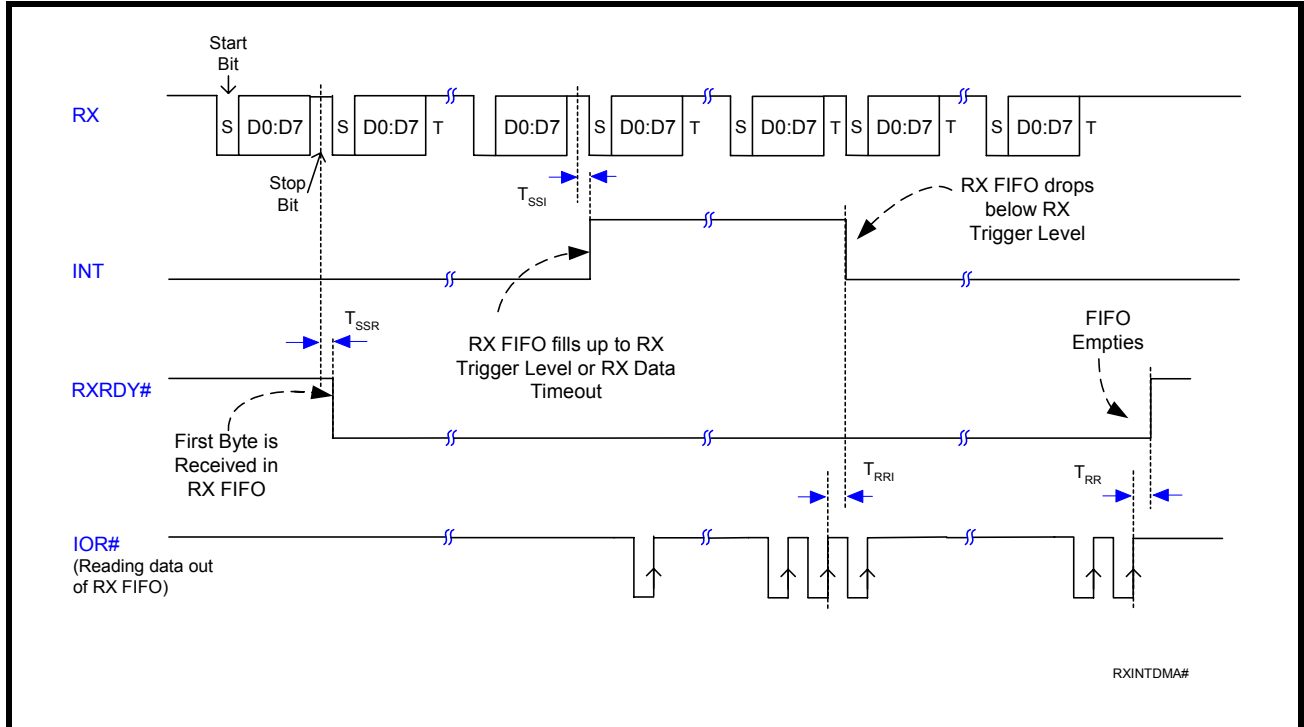 Start
Bit
RX
S
D0:D7
S
D0:D7
T
D0:D7
S
D0:D7
T
S
D0:D7
T
S
D0:D7
T
S
D0:D7
T
Stop
Bit
TSSI
RX FIFO drops
below RX
Trigger Level
INT
TSSR
RX FIFO fills up to RX
Trigger Level or RX Data
Timeout
FIFO
Empties
RXRDY#
First Byte is
Received in
RX FIFO
TRRI
TRR
IOR#
(Reading data out
of RX FIFO)
RXINTDMA#